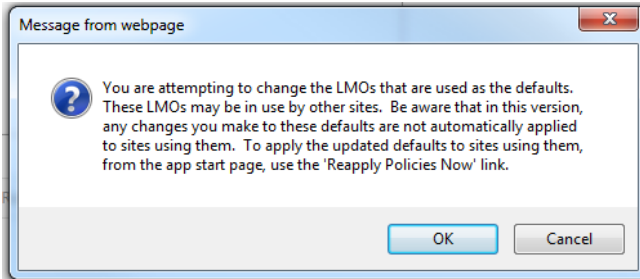 Message from webpage
You are attempting to change the LMOs that are used as the defaults.
These LMOs may be in use by other sites.  Be aware that in this version,
any changes you make to these defaults are not automatically applied
to sites using them.  To apply the updated defaults to sites using them,
from the app start page, use the 'Reapply Policies Now' link.
OK
Cancel